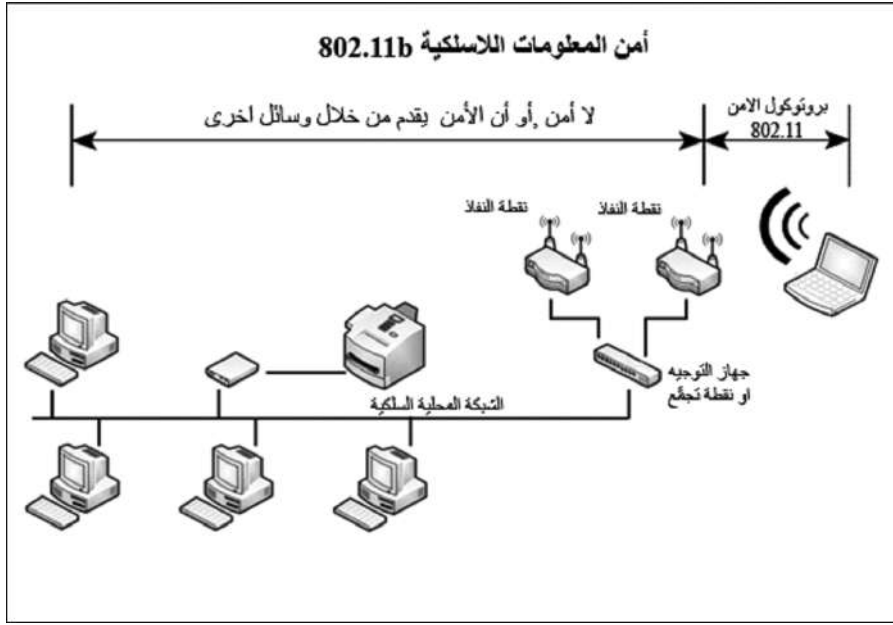 أمن المعلومات اللاسلكية 802.11b
بروتوكول الامن
802.11
لا أمن ,أو أن الأمن يقدم من خلال وسائل اخرى
نقطة النفاذ
نقطة النفاذ
جهاز التوجيه
او نقطة تجمّع
الشبكة المحلية السلكية